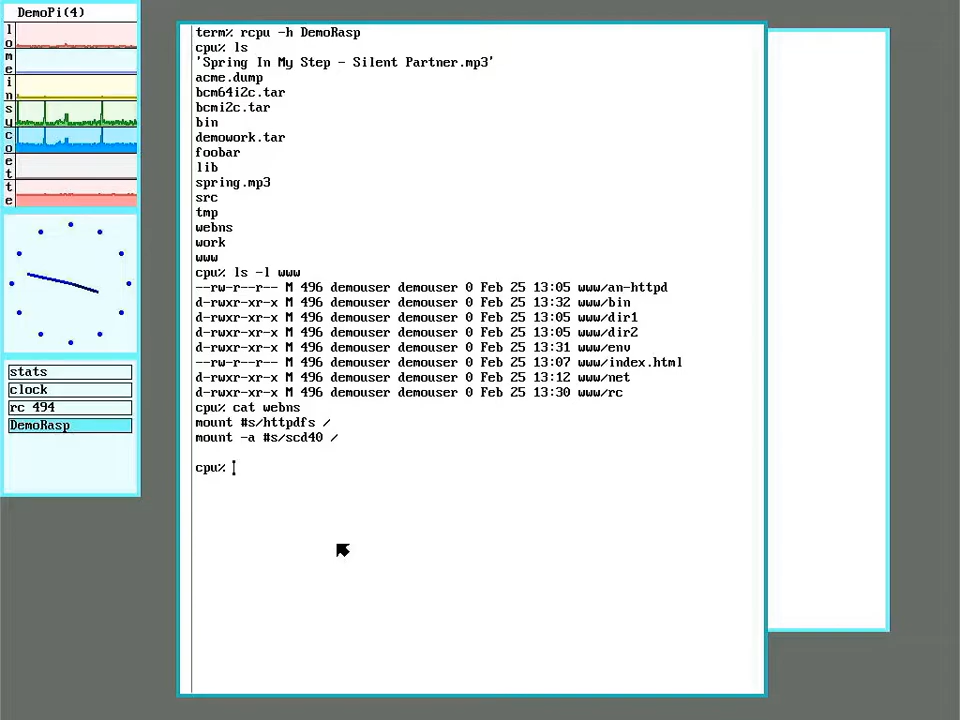 DemoPi(4)
l
o
m
e
i
n
s
y
c
o
e
t
t
e
stats
clock
rc 494
DemoRasp
term% rcpu -h DemoRasp
cpu% ls
'Spring In My Step - Silent Partner.mp3'
acme.dump
bcm64i2c.tar
bcmi2c.tar
bin
demowork.tar
foobar
lib
spring.mp3
src
tmp
webns
work
www
cpu% ls -l www
--rw-r--r-- M 496 demouser demouser 0 Feb 25 13:05 www/an-httpd
d-rwxr-xr-x M 496 demouser demouser 0 Feb 25 13:32 www/bin
d-rwxr-xr-x M 496 demouser demouser 0 Feb 25 13:05 www/dir1
d-rwxr-xr-x M 496 demouser demouser 0 Feb 25 13:05 www/dir2
d-rwxr-xr-x M 496 demouser demouser 0 Feb 25 13:31 www/env
--rw-r--r-- M 496 demouser demouser 0 Feb 25 13:07 www/index.html
d-rwxr-xr-x M 496 demouser demouser 0 Feb 25 13:12 www/net
d-rwxr-xr-x M 496 demouser demouser 0 Feb 25 13:30 www/rc
cpu% cat webns
mount #s/httpdfs /
mount -a #s/scd40 /
cpu%